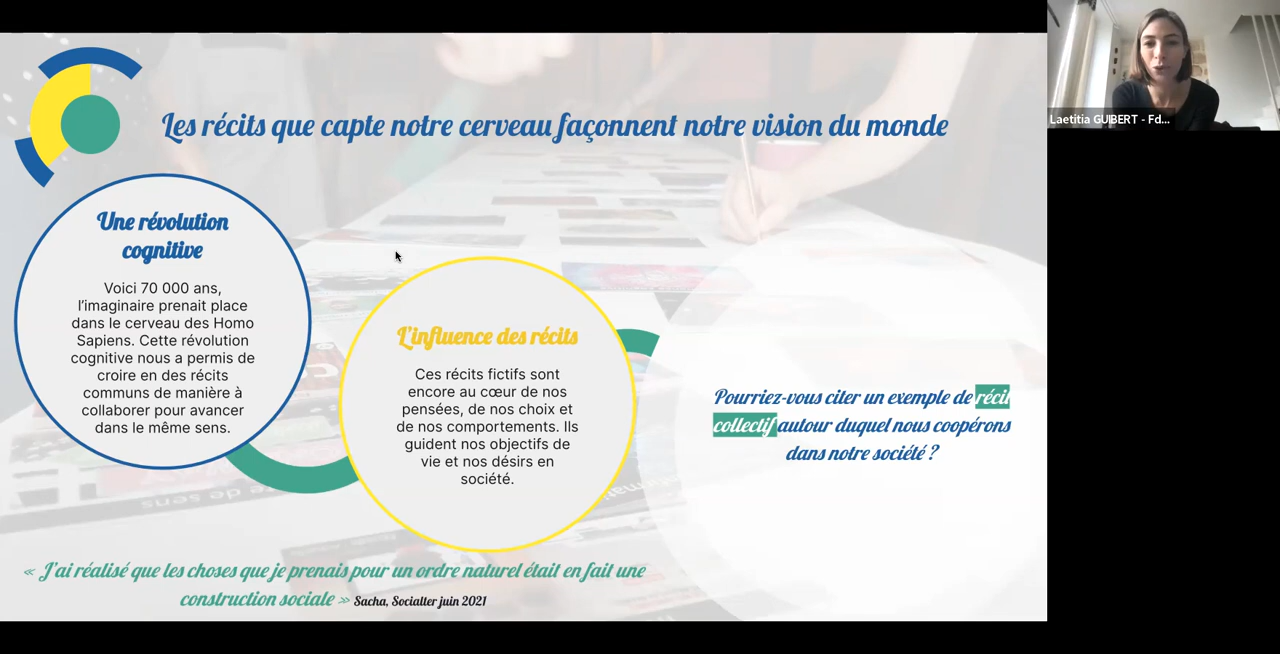 Les récits que capte notre cerveau façonnent notre vision du monde
Une révolution
cognitive
Voici 70 000 ans,
l'imaginaire prenait place
dans le cerveau des Homo
Sapiens. Cette révolution
cognitive nous a permis de
croire en des récits
communs de manière à
collaborer pour avancer
dans le même sens.
L'influence des récits
Ces récits fictifs sont
encore au cœur de nos
pensées, de nos choix et
de nos comportements. Ils
guident nos objectifs de
vie et nos désirs en
société.
Pourriez-vous citer un exemple de récit
collectif autour duquel nous coopérons
dans notre société ?
« J'ai réalisé que les choses que je prenais pour un ordre naturel était en fait une
construction sociale » Sacha, Socialter juin 2021
Laetitia GUIBERT - Fd...